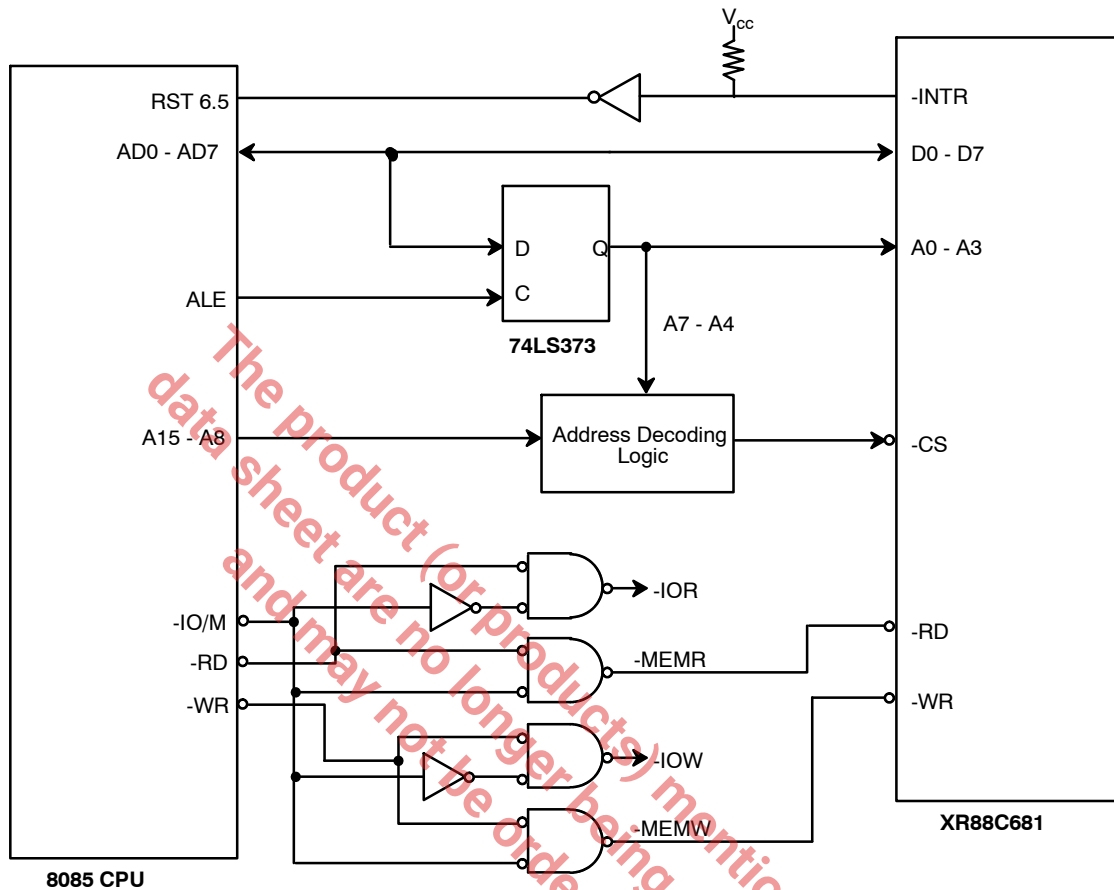 Vcc
RST 6.5
-INTR
AD0 - AD7
D0 - D7
D
Q
A0 - A3
ALE
C
A7 - A4
74LS373
A15 - A8
Address Decoding
Logic
-CS
-IOR
-IO/M
-RD
-RD
-MEMR
-WR
-WR
-IOW
-MEMW
XR88C681
8085 CPU
The product (or products) mentio
data sheet are no longer being
and may not be orde